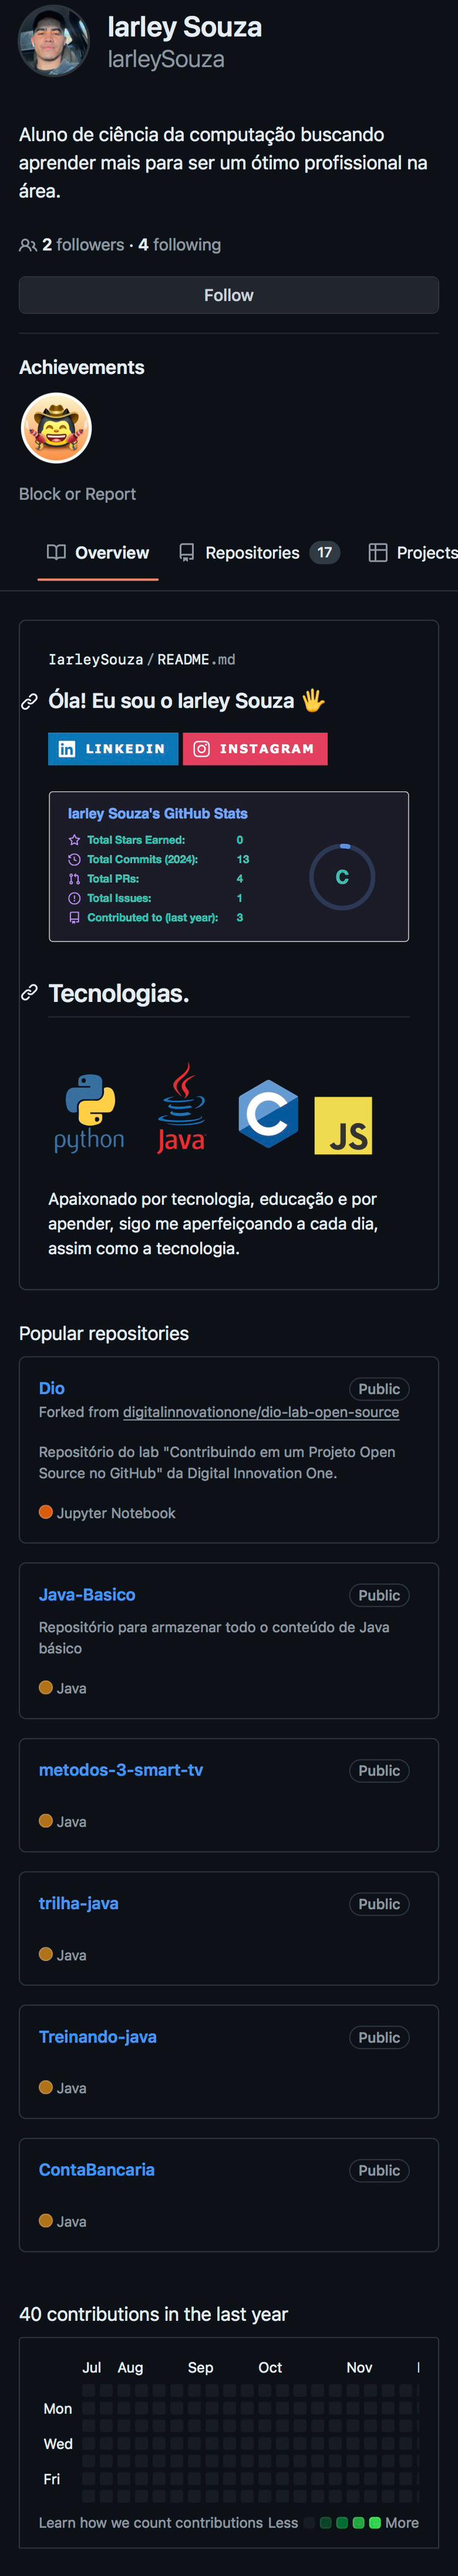 Iarley Souza
IarleySouza
Aluno de ciência da computação buscando
aprender mais para ser um ótimo profissional na
área.
2 followers · 4 following
Follow
Achievements
Block or Report
Overview
Repositories 17
Projects
IarleySouza/README.md
Óla! Eu sou o Iarley Souza 🖐
LINKEDIN
INSTAGRAM
Iarley Souza's GitHub Stats
Total Stars Earned: 0
Total Commits (2024): 13
Total PRs: 4
Total Issues: 1
Contributed to (last year): 3
C
Tecnologias.
python
Java
C
JS
Apaixonado por tecnologia, educação e por
apender, sigo me aperfeiçoando a cada dia,
assim como a tecnologia.
Popular repositories
Dio Public
Forked from digitalinnovationone/dio-lab-open-source
Repositório do lab "Contribuindo em um Projeto Open
Source no GitHub" da Digital Innovation One.
Jupyter Notebook
Java-Basico Public
Repositório para armazenar todo o conteúdo de Java
básico
Java
metodos-3-smart-tv Public
Java
trilha-java Public
Java
Treinando-java Public
Java
ContaBancaria Public
Java
40 contributions in the last year
Jul Aug Sep Oct Nov
Mon
Wed
Fri
Learn how we count contributions Less More